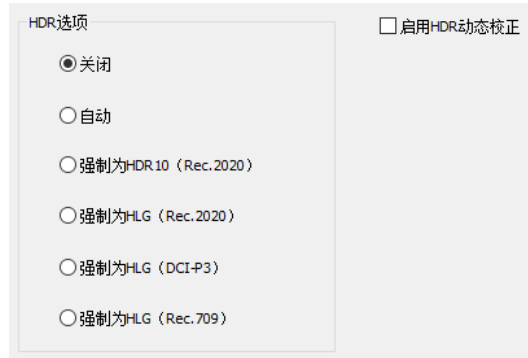 HDR选项
启用HDR动态校正
关闭
自动
强制为HDR10（Rec.2020）
强制为HLG（Rec.2020）
强制为HLG（DCI-P3）
强制为HLG（Rec.709）